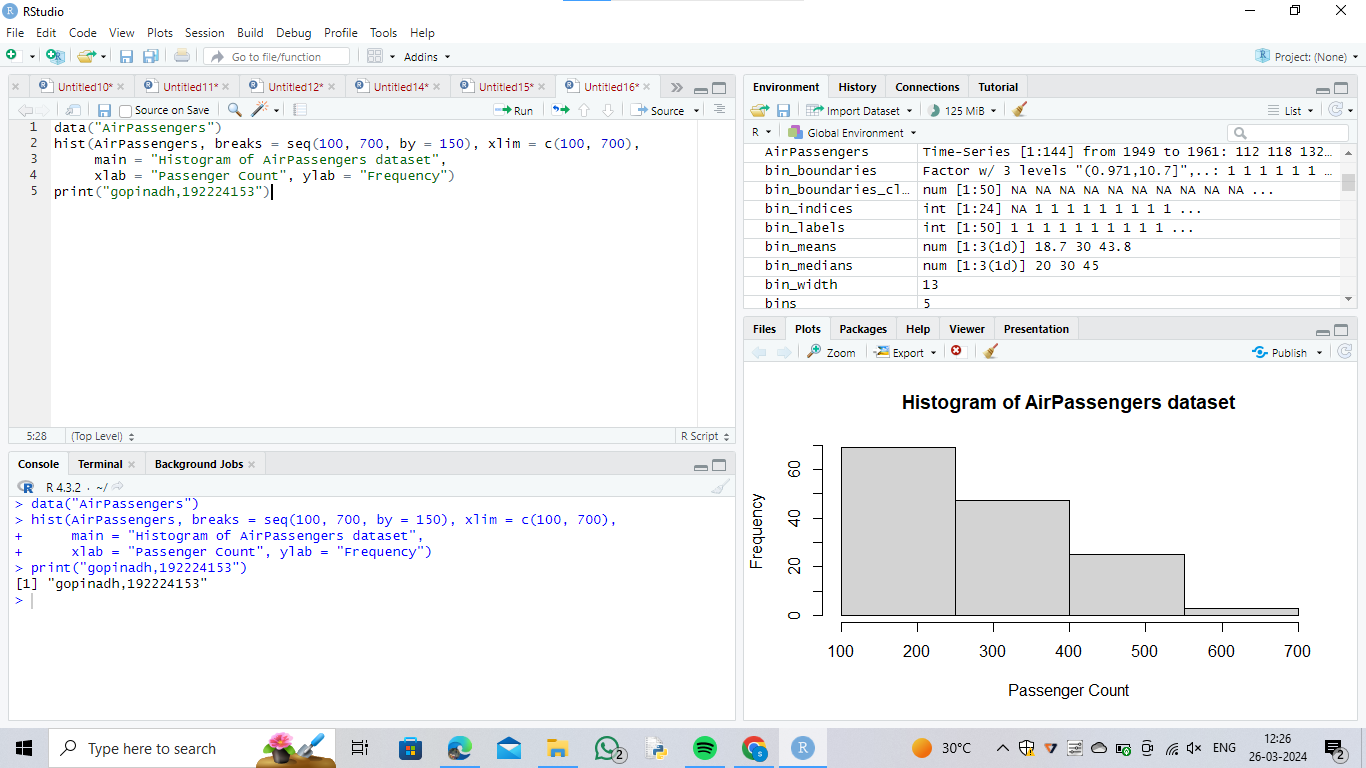 RStudio
File Edit Code View Plots Session Build Debug Profile Tools Help
Go to file/function Addins Project: (None)
Untitled10* Untitled11* Untitled12* Untitled14* Untitled15* Untitled16*
Source on Save Run Source
1 data("AirPassengers")
2 hist(AirPassengers, breaks = seq(100, 700, by = 150), xlim = c(100, 700),
3 main = "Histogram of AirPassengers dataset",
4 xlab = "Passenger Count", ylab = "Frequency")
5 print("gopinadh,192224153")
5:28 (Top Level) R Script
Console Terminal Background Jobs
R 4.3.2 · ~/
> data("AirPassengers")
> hist(AirPassengers, breaks = seq(100, 700, by = 150), xlim = c(100, 700),
+ main = "Histogram of AirPassengers dataset",
+ xlab = "Passenger Count", ylab = "Frequency")
> print("gopinadh,192224153")
[1] "gopinadh,192224153"
>
Environment History Connections Tutorial
Import Dataset 125 MiB List
R Global Environment
AirPassengers Time-Series [1:144] from 1949 to 1961: 112 118 132…
bin_boundaries Factor w/ 3 levels "(0.971,10.7]",..: 1 1 1 1 1 …
bin_boundaries_cl… num [1:50] NA NA NA NA NA NA NA NA NA NA ...
bin_indices int [1:24] NA 1 1 1 1 1 1 1 1 1 ...
bin_labels int [1:50] 1 1 1 1 1 1 1 1 1 1 ...
bin_means num [1:3(1d)] 18.7 30 43.8
bin_medians num [1:3(1d)] 20 30 45
bin_width 13
bins 5
Files Plots Packages Help Viewer Presentation
Zoom Export Publish
Histogram of AirPassengers dataset
Frequency
60
40
20
0
100 200 300 400 500 600 700
Passenger Count
Type here to search
2
30°C
ENG
12:26
26-03-2024
2